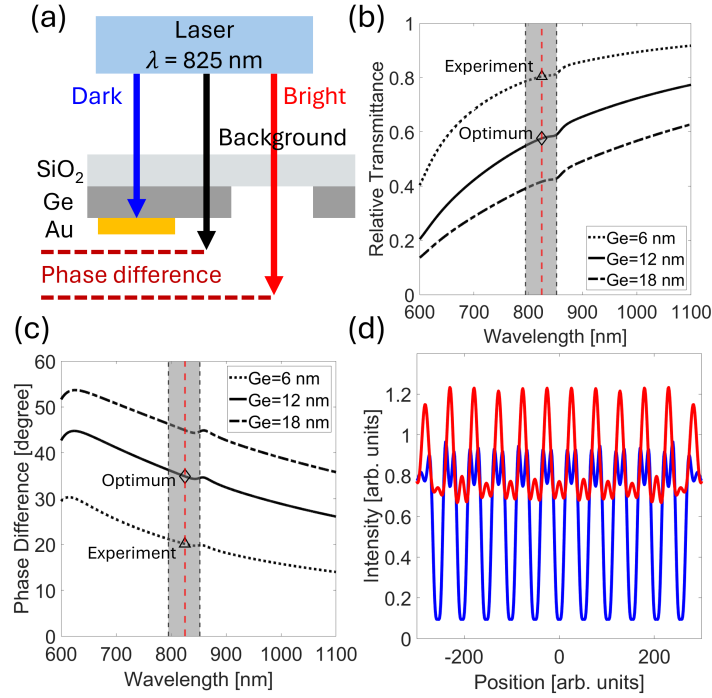 (a)
Laser
λ = 825 nm
Dark
Bright
Background
SiO2
Ge
Au
Phase difference
(b)
Relative Transmittance
1
0.8
0.6
0.4
0.2
0
Experiment
Optimum
Ge=6 nm
Ge=12 nm
Ge=18 nm
600 700 800 900 1000 1100
Wavelength [nm]
(c)
Phase Difference [degree]
60
50
40
30
20
10
0
Ge=6 nm
Ge=12 nm
Ge=18 nm
Optimum
Experiment
600 700 800 900 1000 1100
Wavelength [nm]
(d)
Intensity [arb. units]
1.2
1
0.8
0.6
0.4
0.2
0
-200 0 200
Position [arb. units]